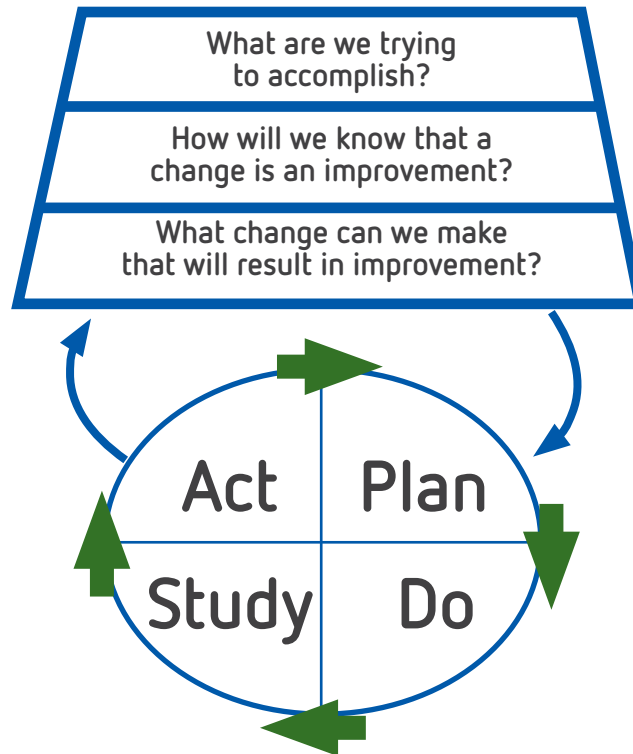 What are we trying
to accomplish?
How will we know that a
change is an improvement?
What change can we make
that will result in improvement?
Act
Plan
Study
Do